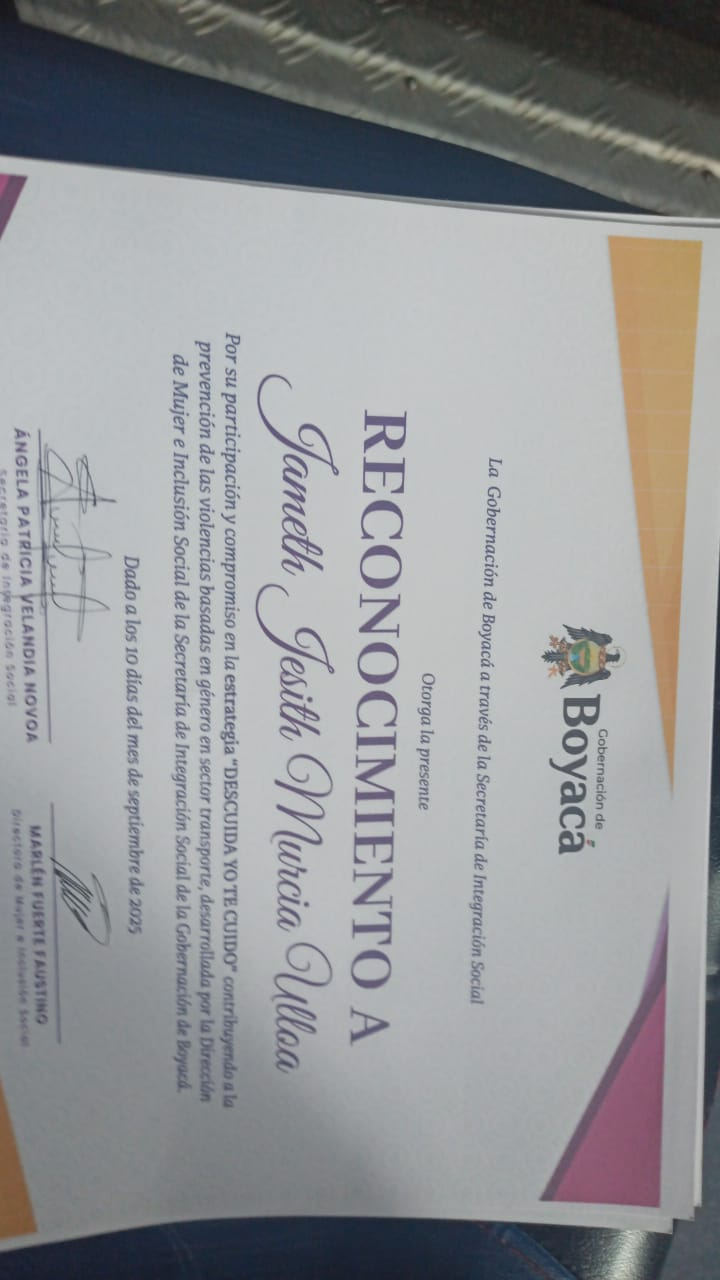 Gobernación de
Boyacá
La Gobernación de Boyacá a través de la Secretaría de Integración Social
Otorga la presente
RECONOCIMIENTO A
Jameth Jesith Murcia Ulloa
Por su participación y compromiso en la estrategia "DESCUIDA YO TE CUIDO" contribuyendo a la
prevención de las violencias basadas en género en sector transporte, desarrollada por la Dirección
de Mujer e Inclusión Social de la Secretaría de Integración Social de la Gobernación de Boyacá.
Dado a los 10 días del mes de septiembre de 2025
ÁNGELA PATRICIA VELANDIA NOVOA
Secretaria de Integración Social
MARLÉN FUERTE FAUSTINO
Directora de Mujer e Inclusión Social